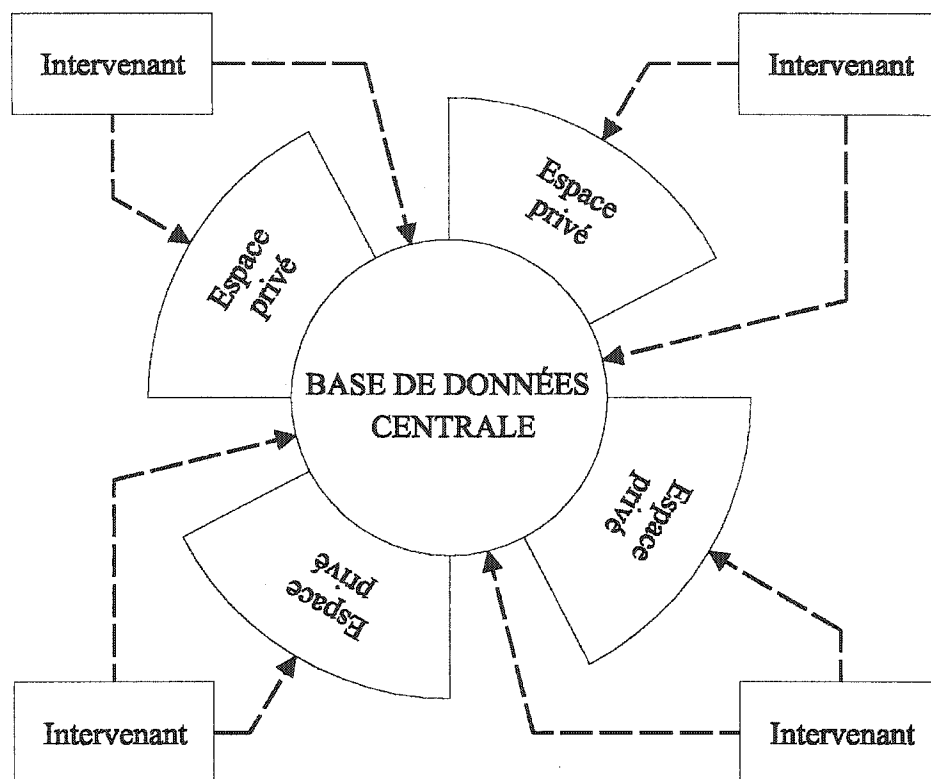 Intervenant
Intervenant
Espace
privé
Espace
privé
BASE DE DONNÉES
CENTRALE
Espace
privé
Espace
privé
Intervenant
Intervenant